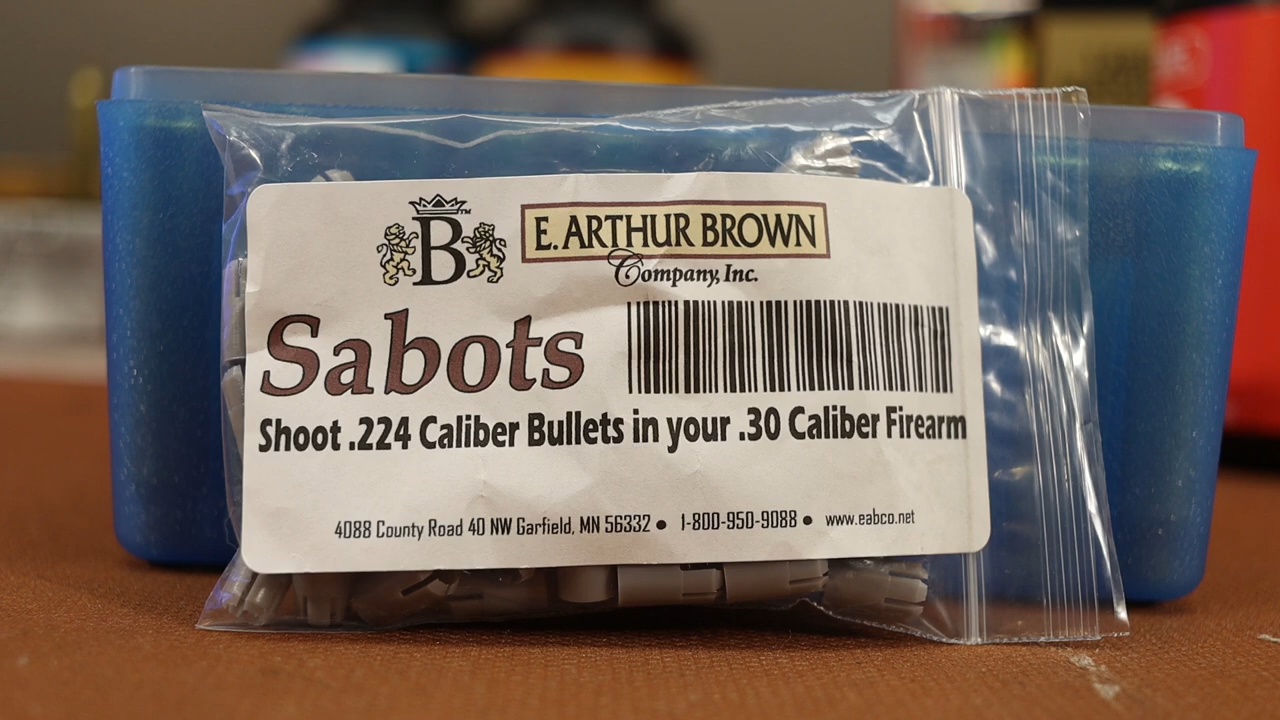 B™
E. ARTHUR BROWN
Company, Inc.
Sabots
Shoot .224 Caliber Bullets in your .30 Caliber Firearm
4088 County Road 40 NW Garfield, MN 56332 • 1-800-950-9088 • www.eabco.net